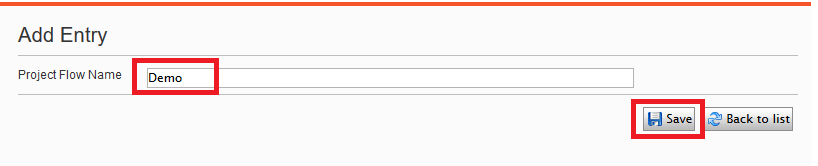 Add Entry
Project Flow Name Demo
Save Back to list